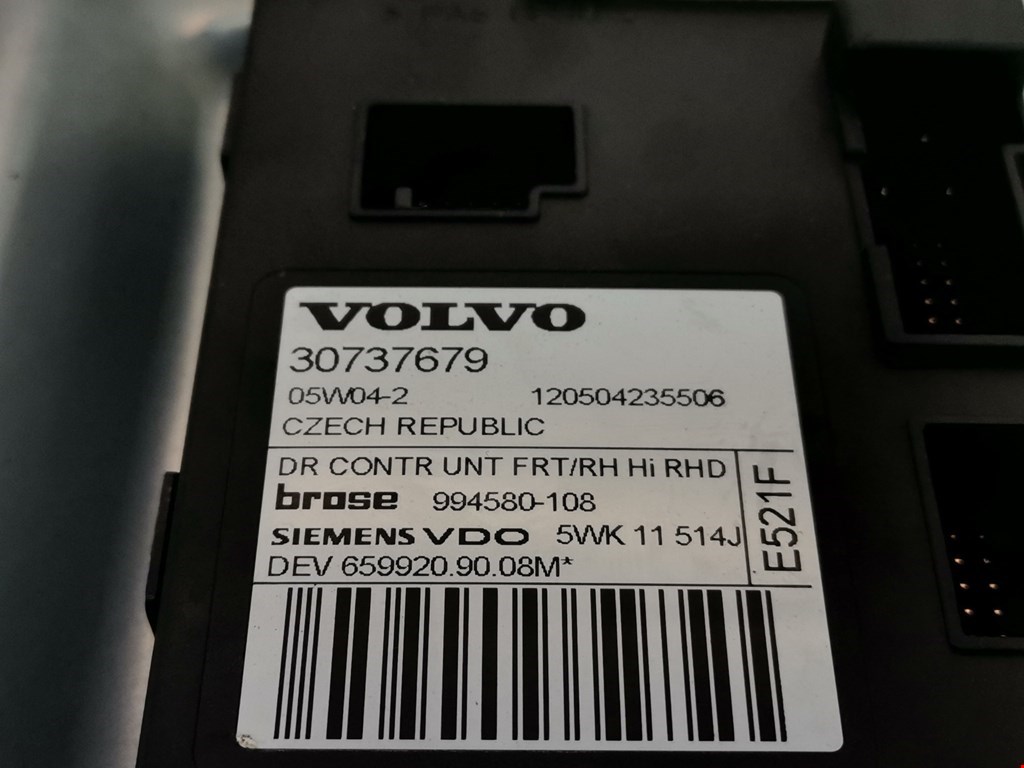 VOLVO
30737679
05W04-2 120504235506
CZECH REPUBLIC
DR CONTR UNT FRT/RH Hi RHD
brose 994580-108
SIEMENS VDO 5WK 11 514J
DEV 659920.90.08M*
E521F